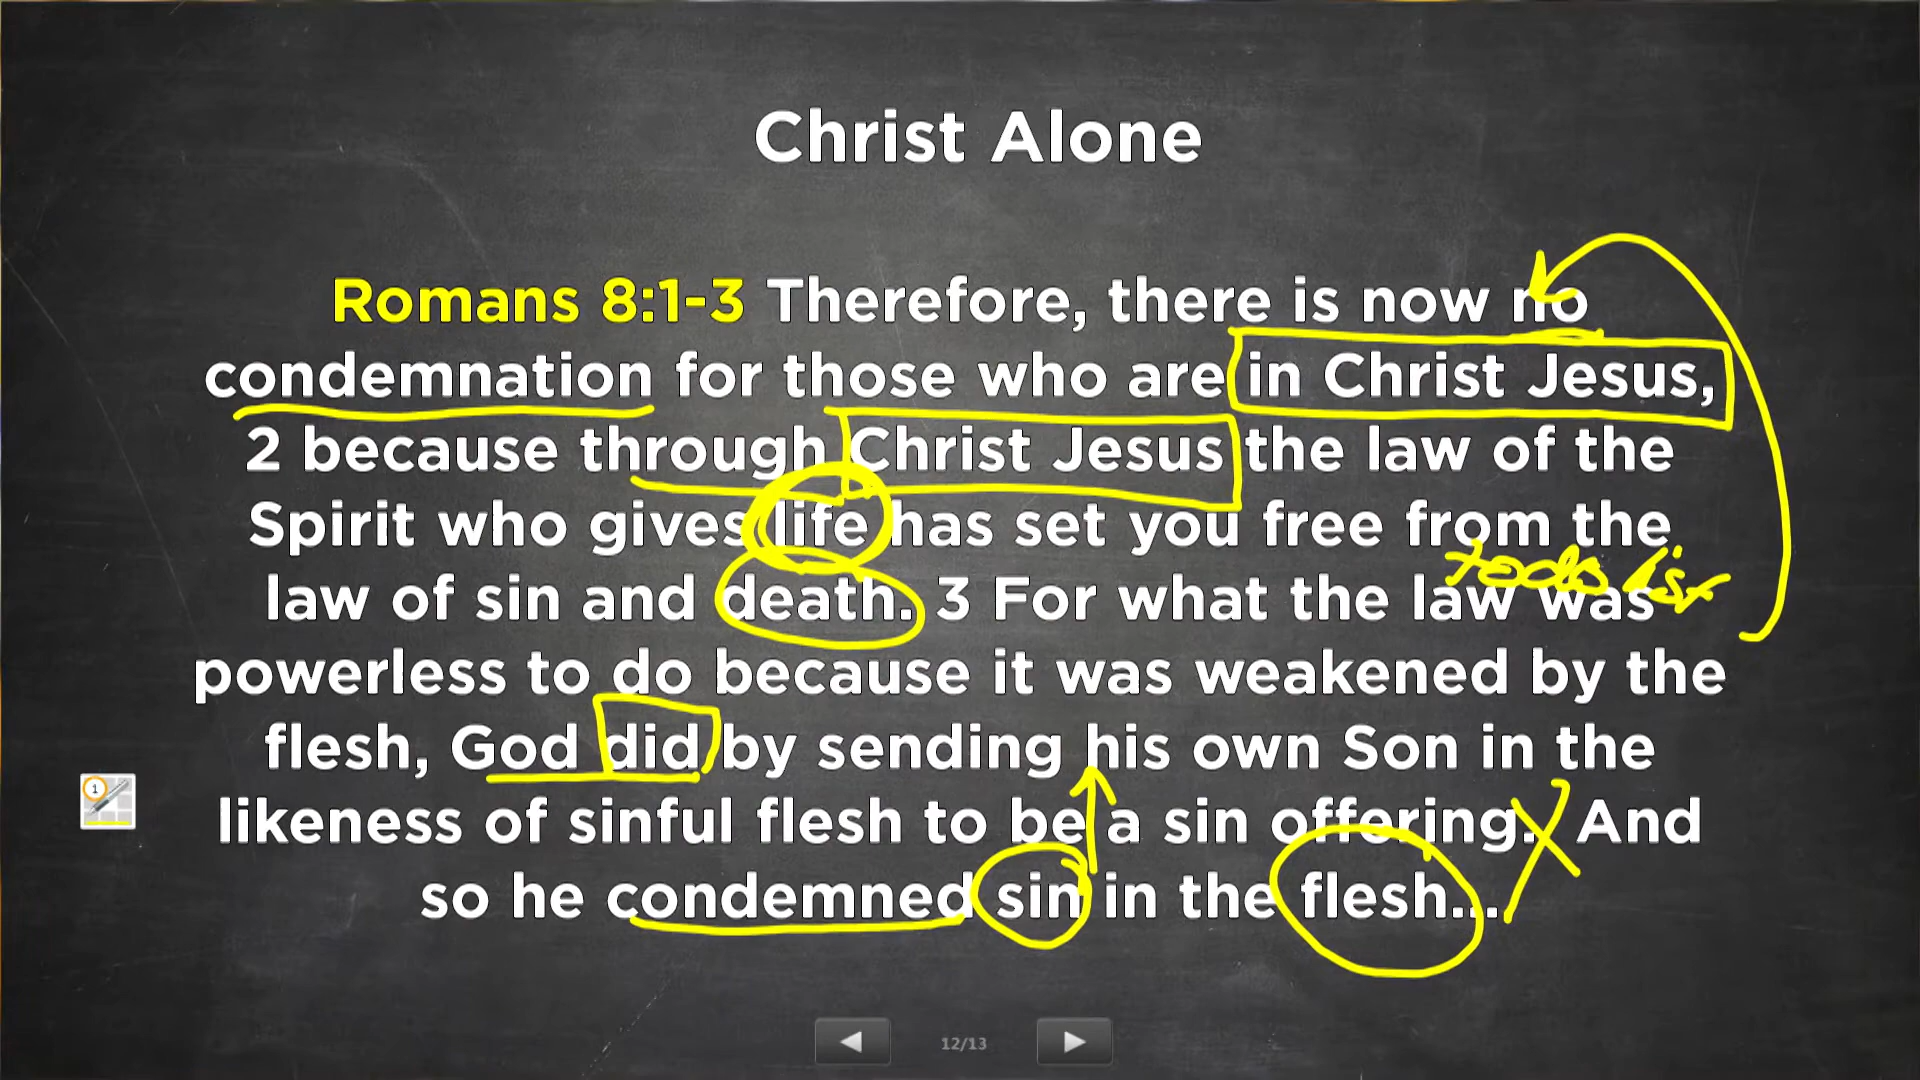 Christ Alone
Romans 8:1-3 Therefore, there is now no
condemnation for those who are in Christ Jesus,
2 because through Christ Jesus the law of the
Spirit who gives life has set you free from the
todo list
law of sin and death. 3 For what the law was
powerless to do because it was weakened by the
flesh, God did by sending his own Son in the
likeness of sinful flesh to be a sin offering. And
so he condemned sin in the flesh...
1
12/13